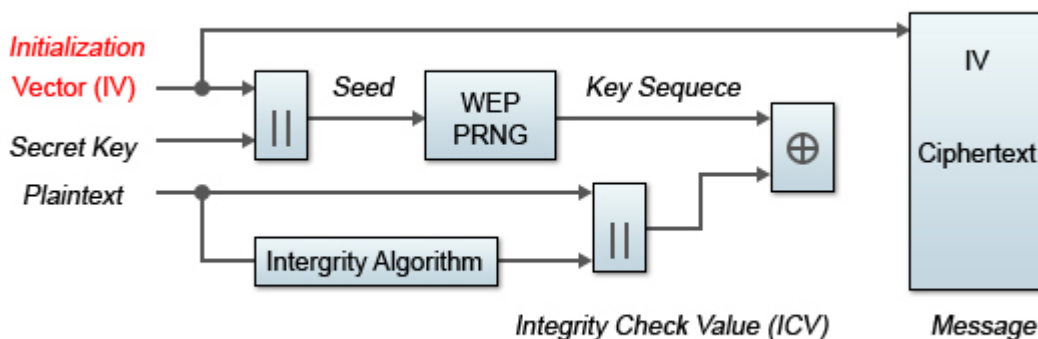 Initialization
Vector (IV)
Secret Key
Plaintext
||
Seed
WEP
PRNG
Key Sequece
⊕
Intergrity Algorithm
||
Integrity Check Value (ICV)
IV
Ciphertext
Message